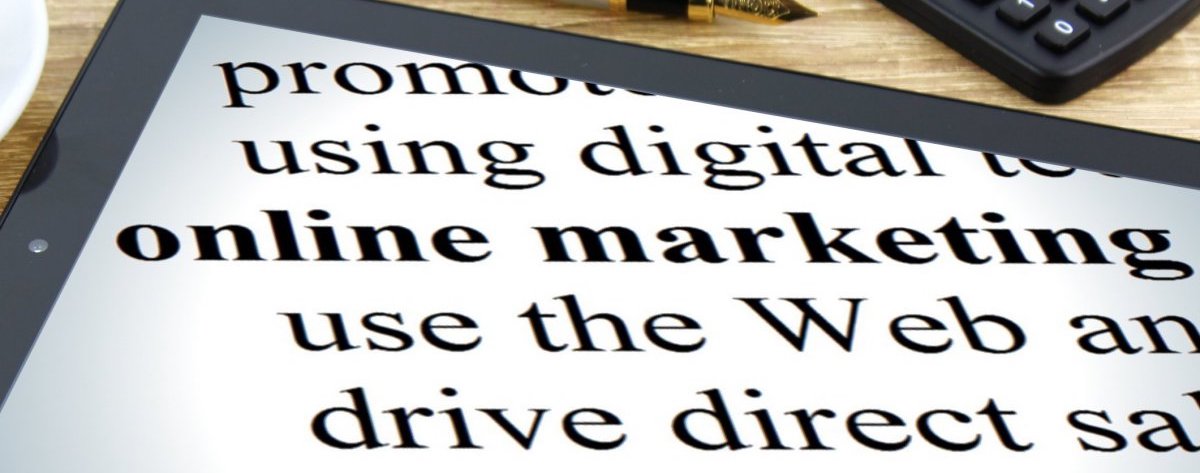 using digital
online marketing
use the Web
drive direct